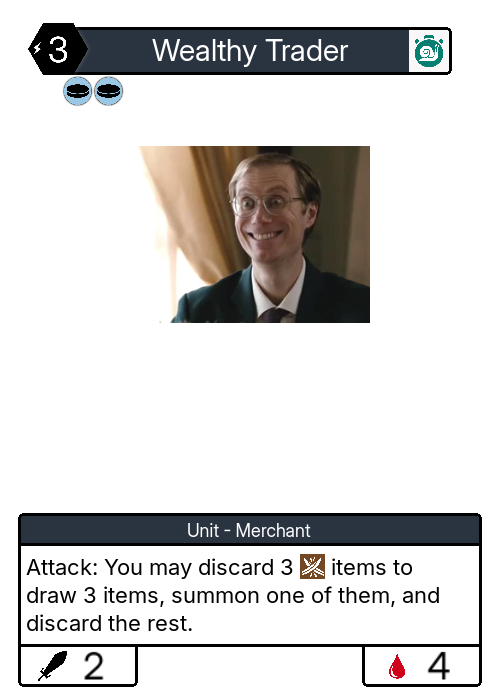 3 Wealthy Trader
Unit - Merchant
Attack: You may discard 3 items to
draw 3 items, summon one of them, and
discard the rest.
2 4